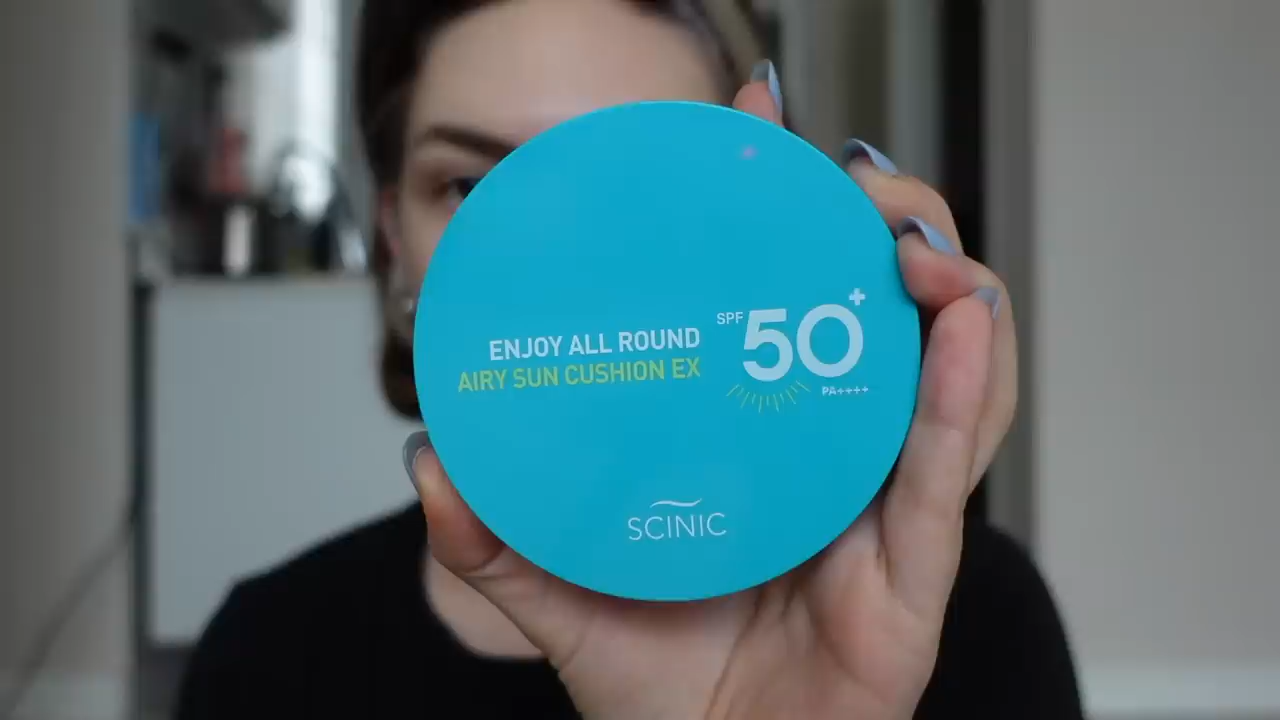 ENJOY ALL ROUND
AIRY SUN CUSHION EX
SPF 50+
PA++++
SCINIC